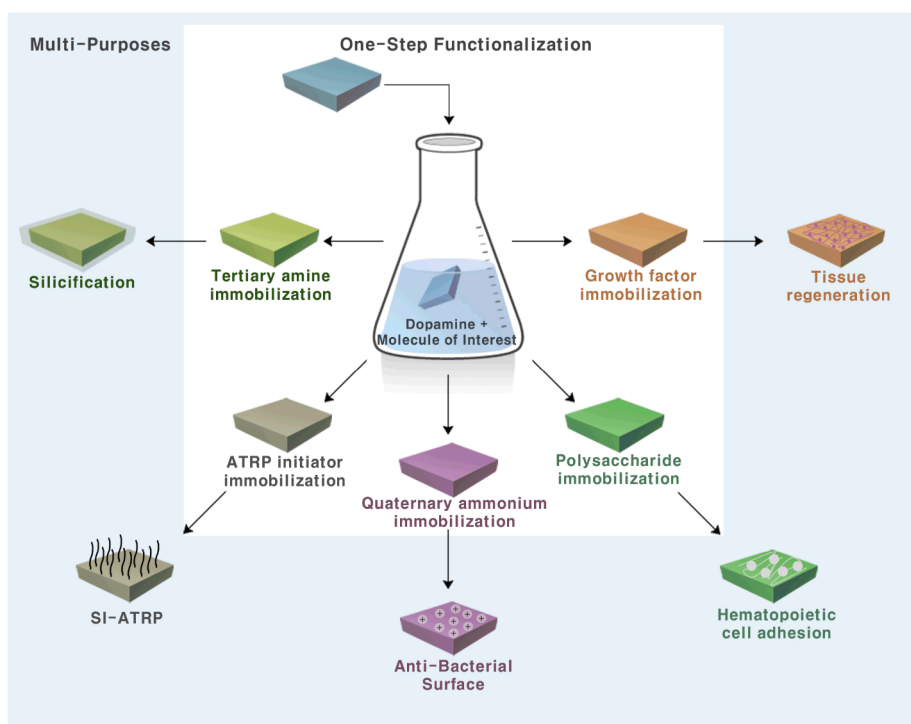 Multi-Purposes
One-Step Functionalization
Dopamine +
Molecule of Interest
Silicification
Tertiary amine
immobilization
Growth factor
immobilization
Tissue
regeneration
ATRP initiator
immobilization
Quaternary ammonium
immobilization
Polysaccharide
immobilization
SI-ATRP
+ + + + + + + +
Anti-Bacterial
Surface
Hematopoietic
cell adhesion